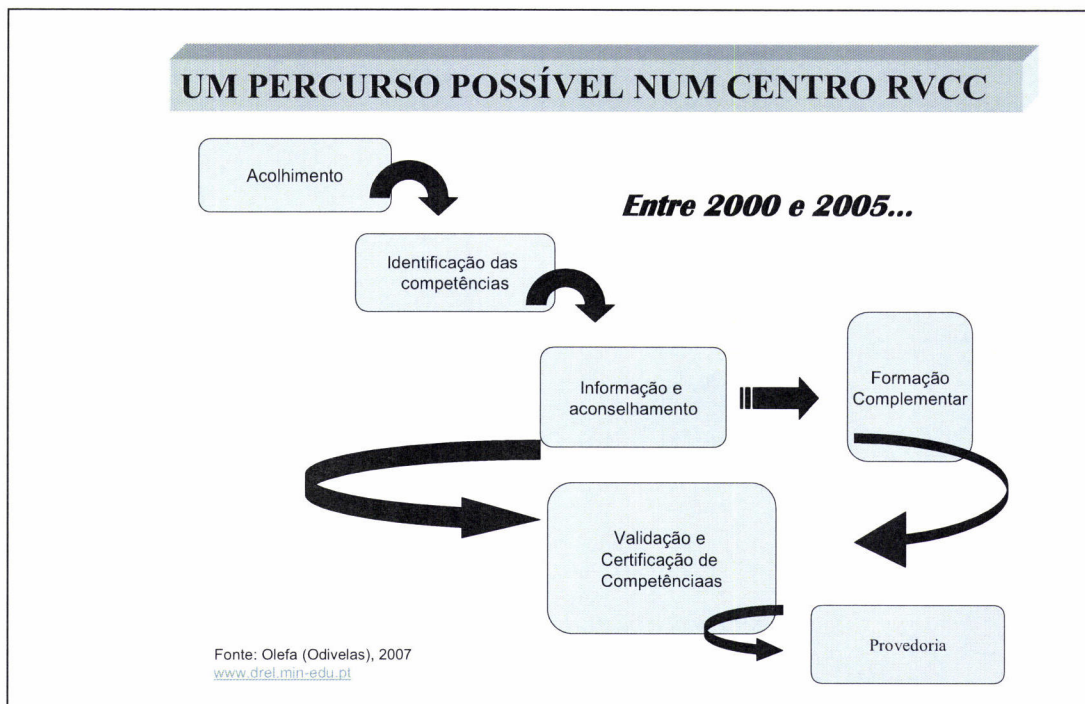 UM PERCURSO POSSÍVEL NUM CENTRO RVCC
Acolhimento
Entre 2000 e 2005...
Identificação das
competências
Informação e
aconselhamento
Formação
Complementar
Validação e
Certificação de
Competênciaas
Provedoria
Fonte: Olefa (Odivelas), 2007
www.drel.min-edu.pt